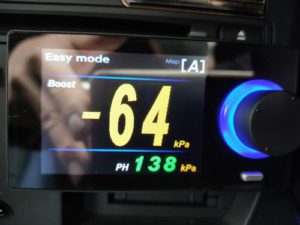 Easy mode Map [A]
Boost
-64 kPa
PH 138 kPa